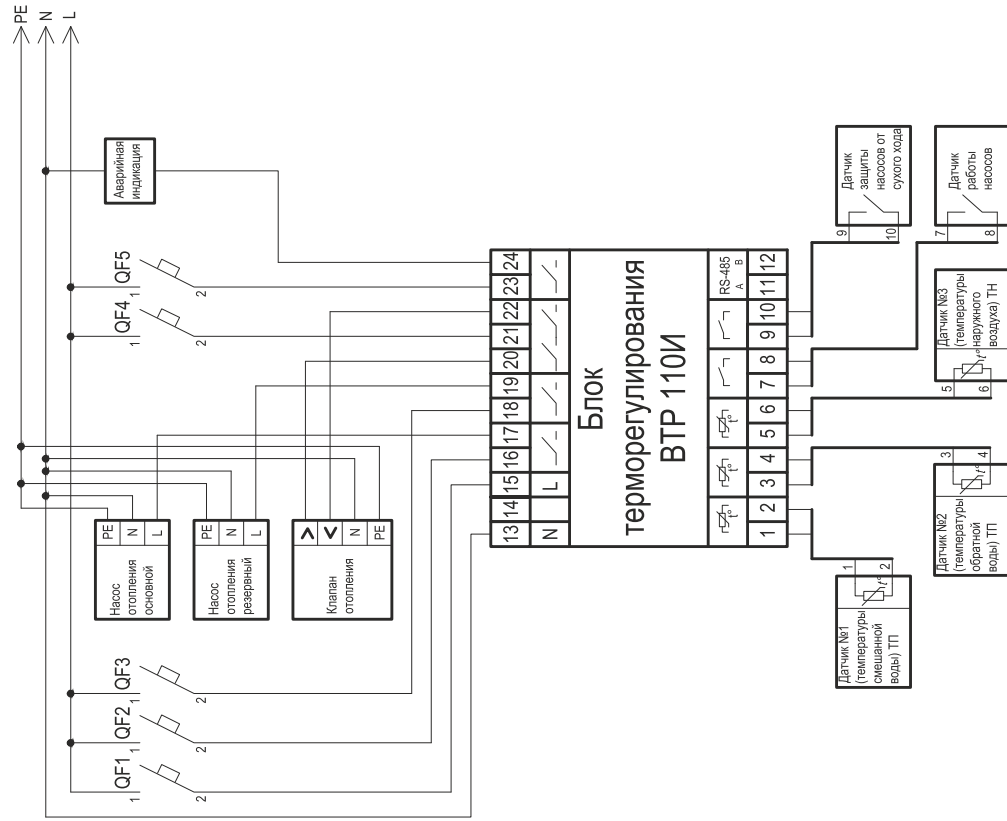 PE
N
L
Аварийная
индикация
QF5
1
2
QF4
1
2
PE
N
L
Насос
отопления
основной
PE
N
L
Насос
отопления
резервный
>
<
N
PE
Клапан
отопления
QF3
1
2
QF2
1
2
QF1
1
2
13 14 15 16 17 18 19 20 21 22 23 24
N L
Блок
терморегулирования
ВТР 110И
t° t° t° RS-485
A B
1 2 3 4 5 6 7 8 9 10 11 12
Датчик №1
(температуры
смешанной
воды) ТП
t°
1
2
Датчик №2
(температуры
обратной
воды) ТП
t°
3
4
Датчик №3
(температуры
наружного
воздуха) ТН
t°
5
6
Датчик
работы
насосов
7
8
Датчик
защиты
насосов от
сухого хода
9
10